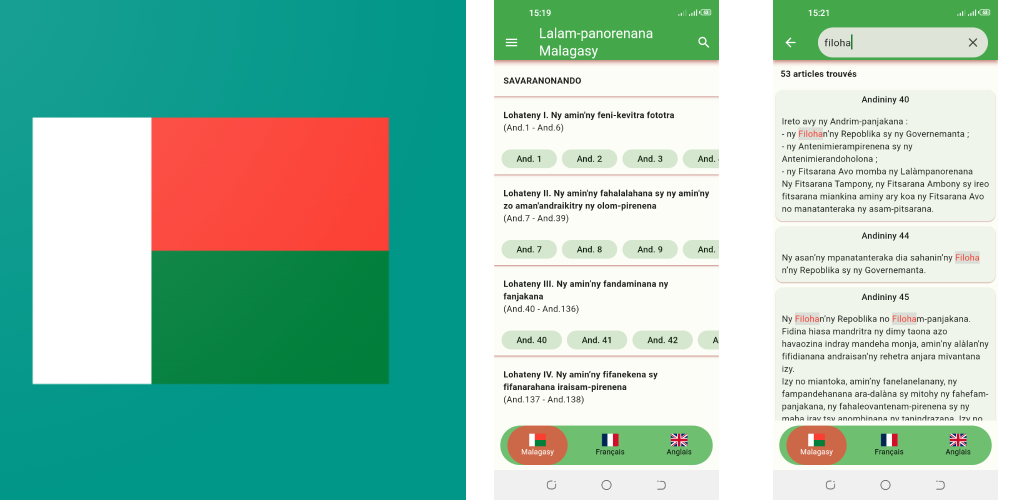 15:19
Lalam-panorenana
Malagasy
SAVARANONANDO
Lohateny I. Ny amin'ny feni-kevitra fototra
(And.1 - And.6)
And. 1 And. 2 And. 3 And.
Lohateny II. Ny amin'ny fahalalahana sy ny amin'ny
zo aman'andraikitry ny olom-pirenena
(And.7 - And.39)
And. 7 And. 8 And. 9 And.
Lohateny III. Ny amin'ny fandaminana ny
fanjakana
(And.40 - And.136)
And. 40 And. 41 And. 42 A
Lohateny IV. Ny amin'ny fifanekena sy
fifanarahana iraisam-pirenena
(And.137 - And.138)
Malagasy Français Anglais
15:21
filoha
53 articles trouvés
Andininy 40
Ireto avy ny Andrim-panjakana :
- ny Filohan'ny Repoblika sy ny Governemanta ;
- ny Antenimierampirenena sy ny
Antenimierandoholona ;
- ny Fitsarana Avo momba ny Lalàmpanorenana
Ny Fitsarana Tampony, ny Fitsarana Ambony sy ireo
fitsarana miankina aminy ary koa ny Fitsarana Avo
no manatanteraka ny asam-pitsarana.
Andininy 44
Ny asan'ny mpanatanteraka dia sahanin'ny Filoha
n'ny Repoblika sy ny Governemanta.
Andininy 45
Ny Filohan'ny Repoblika no Filoham-panjakana.
Fidina hiasa mandritra ny dimy taona azo
havaozina indray mandeha monja, amin'ny alàlan'ny
fifidianana andraisan'ny rehetra anjara mivantana
izy.
Izy no miantoka, amin'ny fanelanelanany, ny
fampandehanana ara-dalàna sy mitohy ny fahefam-
panjakana, ny fahaleovantenam-pirenena sy ny
maha iray tsy anombinana ny tanindrazana. Izy no
Malagasy Français Anglais